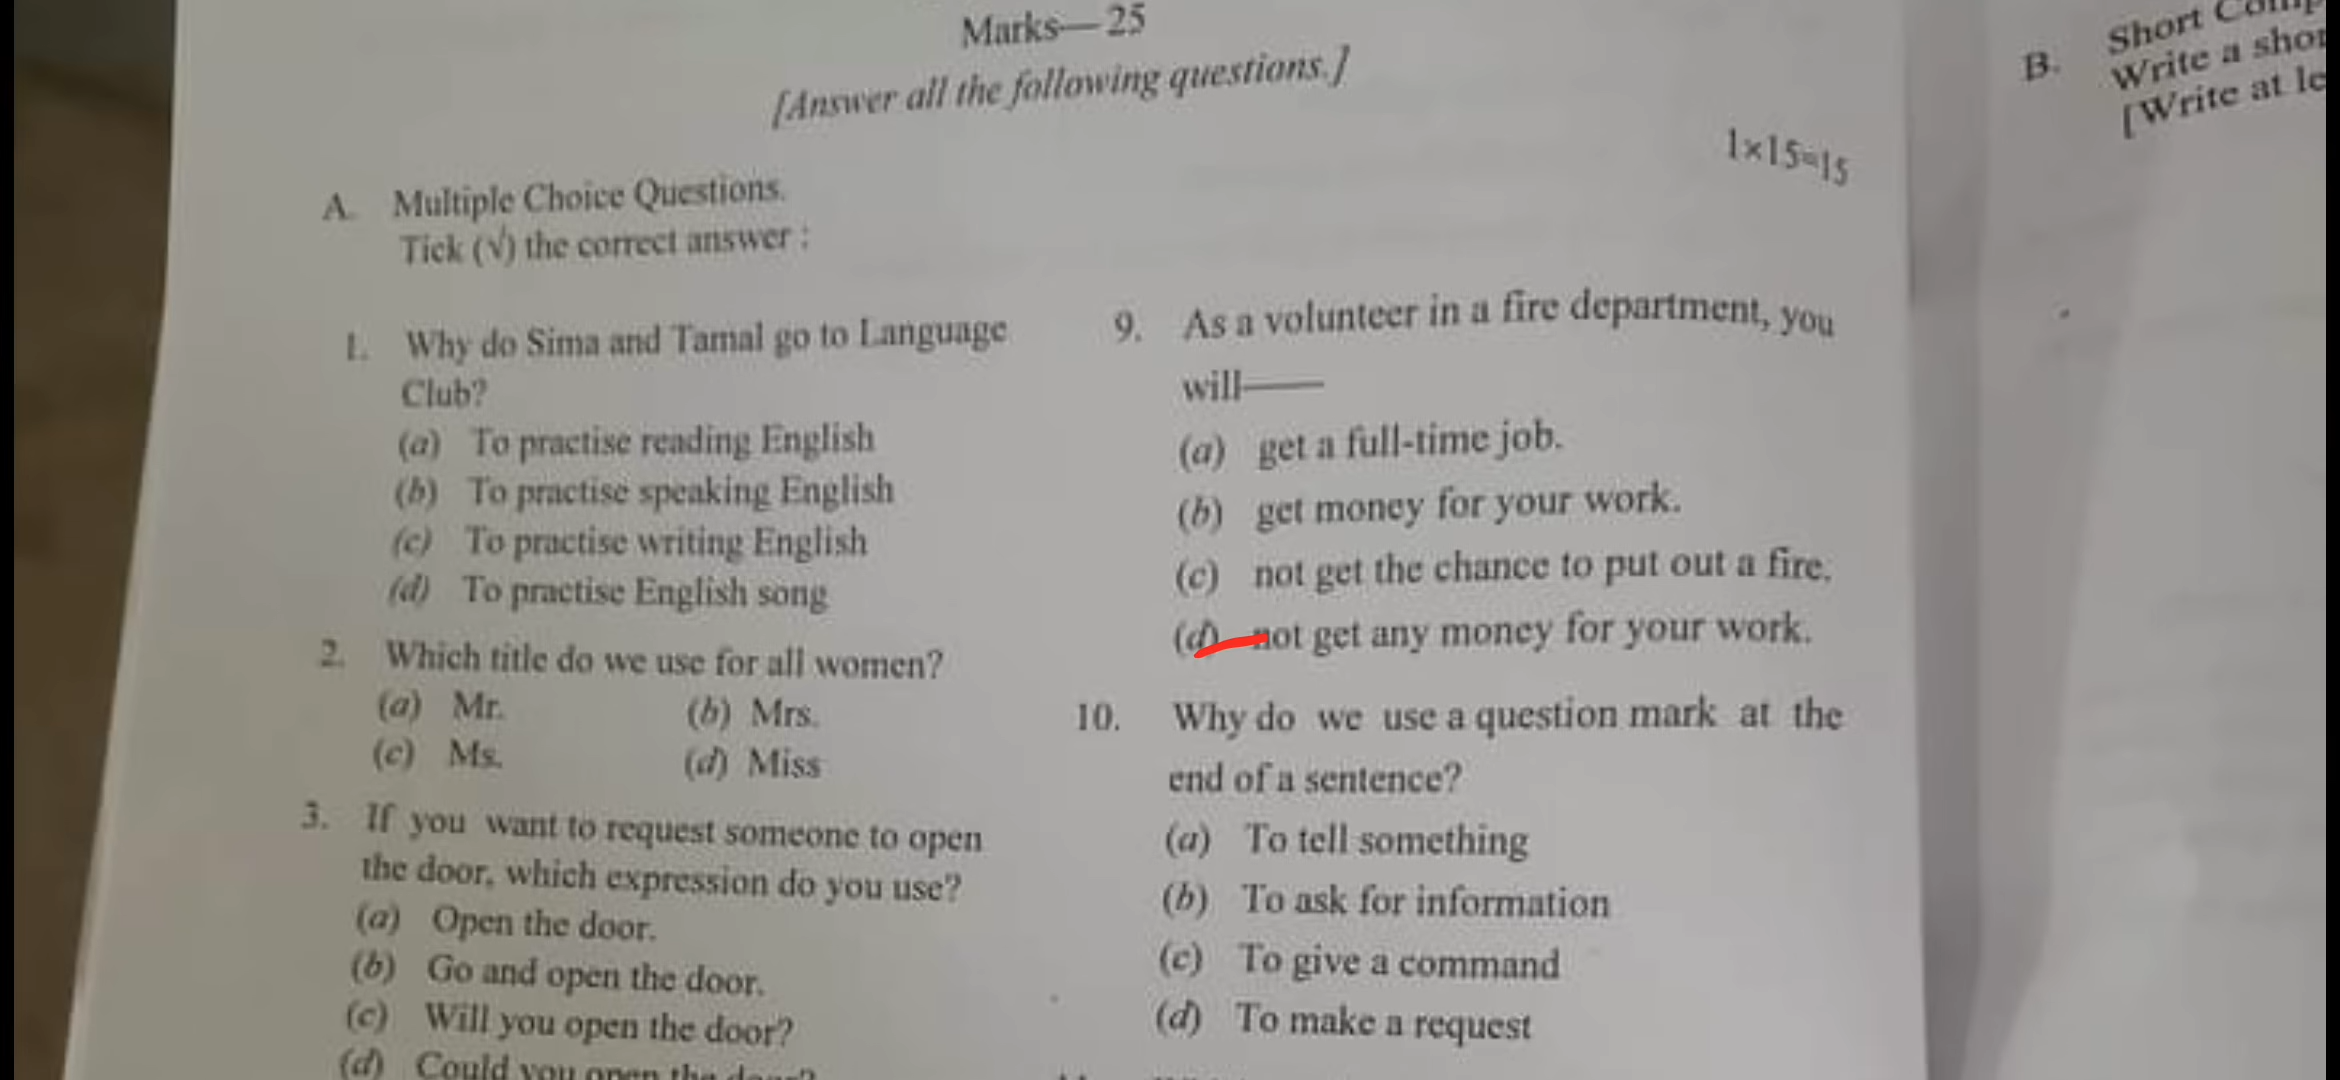 Marks—25
[Answer all the following questions.]
1×15=15
A. Multiple Choice Questions.
Tick (√) the correct answer :
1. Why do Sima and Tamal go to Language
Club?
(a) To practise reading English
(b) To practise speaking English
(c) To practise writing English
(d) To practise English song
2. Which title do we use for all women?
(a) Mr. (b) Mrs.
(c) Ms. (d) Miss
3. If you want to request someone to open
the door, which expression do you use?
(a) Open the door.
(b) Go and open the door.
(c) Will you open the door?
(d) Could you open the door?
9. As a volunteer in a fire department, you
will——
(a) get a full-time job.
(b) get money for your work.
(c) not get the chance to put out a fire.
(d) not get any money for your work.
10. Why do we use a question mark at the
end of a sentence?
(a) To tell something
(b) To ask for information
(c) To give a command
(d) To make a request
B. Short
Write a
[Write at